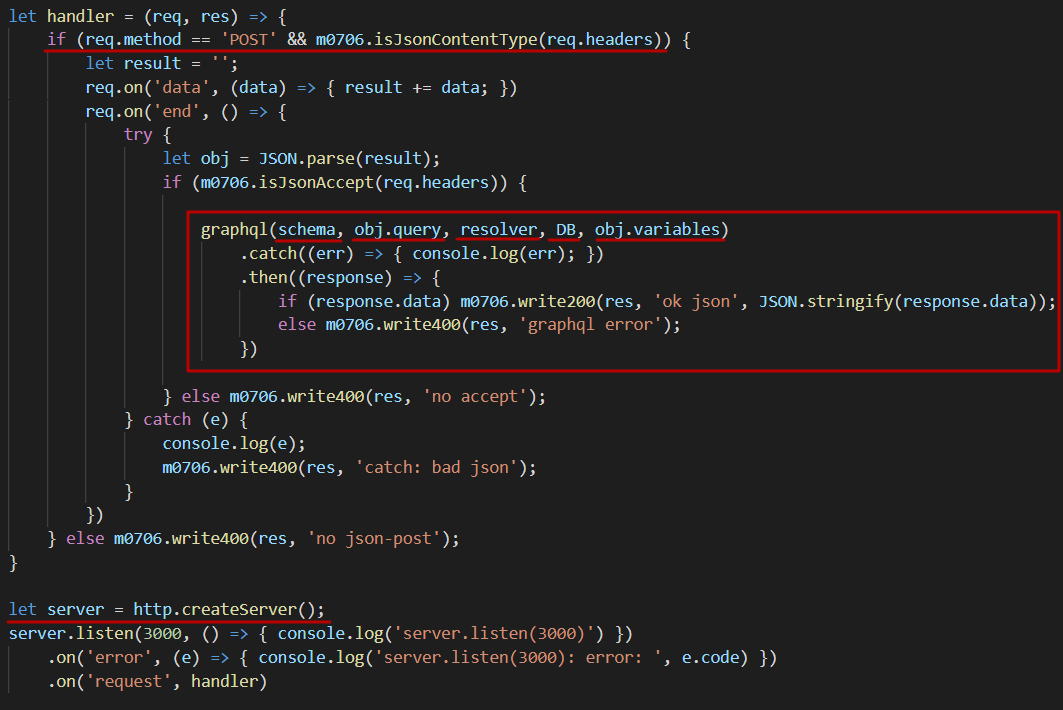 let handler = (req, res) => {
    if (req.method == 'POST' && m0706.isJsonContentType(req.headers)) {
        let result = '';
        req.on('data', (data) => { result += data; })
        req.on('end', () => {
            try {
                let obj = JSON.parse(result);
                if (m0706.isJsonAccept(req.headers)) {
                    graphql(schema, obj.query, resolver, DB, obj.variables)
                        .catch((err) => { console.log(err); })
                        .then((response) => {
                            if (response.data) m0706.write200(res, 'ok json', JSON.stringify(response.data));
                            else m0706.write400(res, 'graphql error');
                        })
                } else m0706.write400(res, 'no accept');
            } catch (e) {
                console.log(e);
                m0706.write400(res, 'catch: bad json');
            }
        })
    } else m0706.write400(res, 'no json-post');
}
let server = http.createServer();
server.listen(3000, () => { console.log('server.listen(3000)') })
    .on('error', (e) => { console.log('server.listen(3000): error: ', e.code) })
    .on('request', handler)